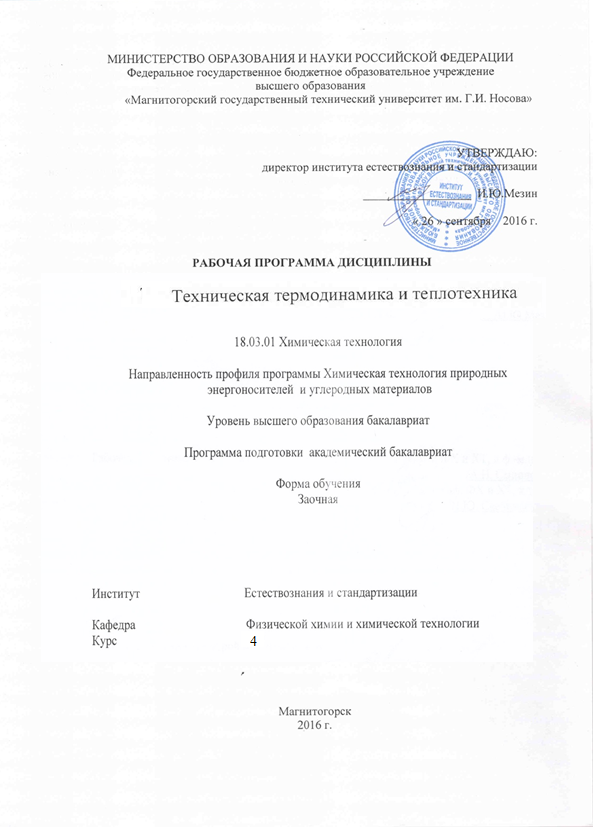 МИНИСТЕРСТВО ОБРАЗОВАНИЯ И НАУКИ РОССИЙСКОЙ ФЕДЕРАЦИИ
Федеральное государственное бюджетное образовательное учреждение
высшего образования
«Магнитогорский государственный технический университет им. Г.И. Носова»
УТВЕРЖДАЮ:
директор института естествознания и стандартизации
И.Ю.Мезин
ИНСТИТУТ
ЕСТЕСТВОЗНАНИЯ
И СТАНДАРТИЗАЦИИ
« 26 » сентября 2016 г.
РАБОЧАЯ ПРОГРАММА ДИСЦИПЛИНЫ
Техническая термодинамика и теплотехника
18.03.01 Химическая технология
Направленность профиля программы Химическая технология природных
энергоносителей и углеродных материалов
Уровень высшего образования бакалавриат
Программа подготовки академический бакалавриат
Форма обучения
Заочная
Институт Естествознания и стандартизации
Кафедра Физической химии и химической технологии
Курс 4
Магнитогорск
2016 г.